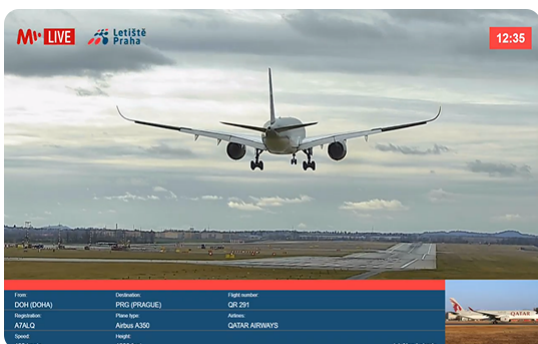 LIVE
Letiště
Praha
12:35
From: Destination: Flight number:
DOH (DOHA) PRG (PRAGUE) QR 291
Registration: Plane type: Airlines:
A7ALQ Airbus A350 QATAR AIRWAYS
Speed: Height:
QATAR